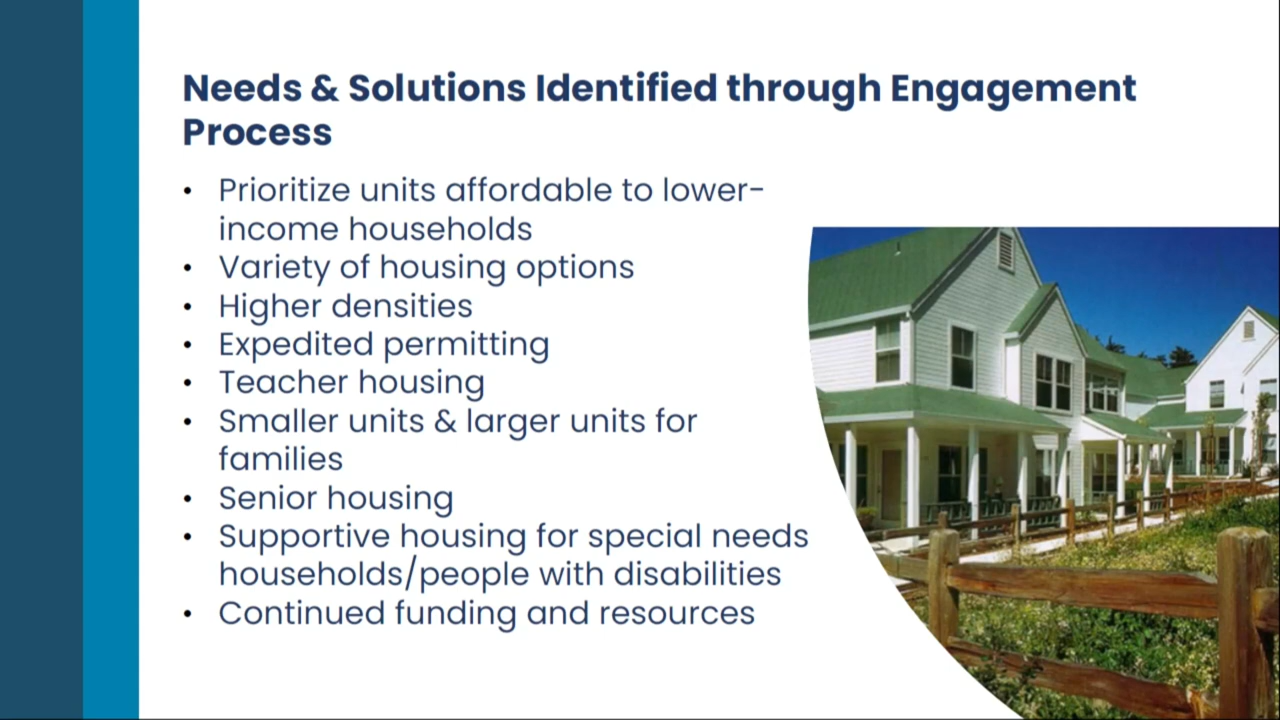 Needs & Solutions Identified through Engagement
Process
• Prioritize units affordable to lower-
income households
• Variety of housing options
• Higher densities
• Expedited permitting
• Teacher housing
• Smaller units & larger units for
families
• Senior housing
• Supportive housing for special needs
households/people with disabilities
• Continued funding and resources